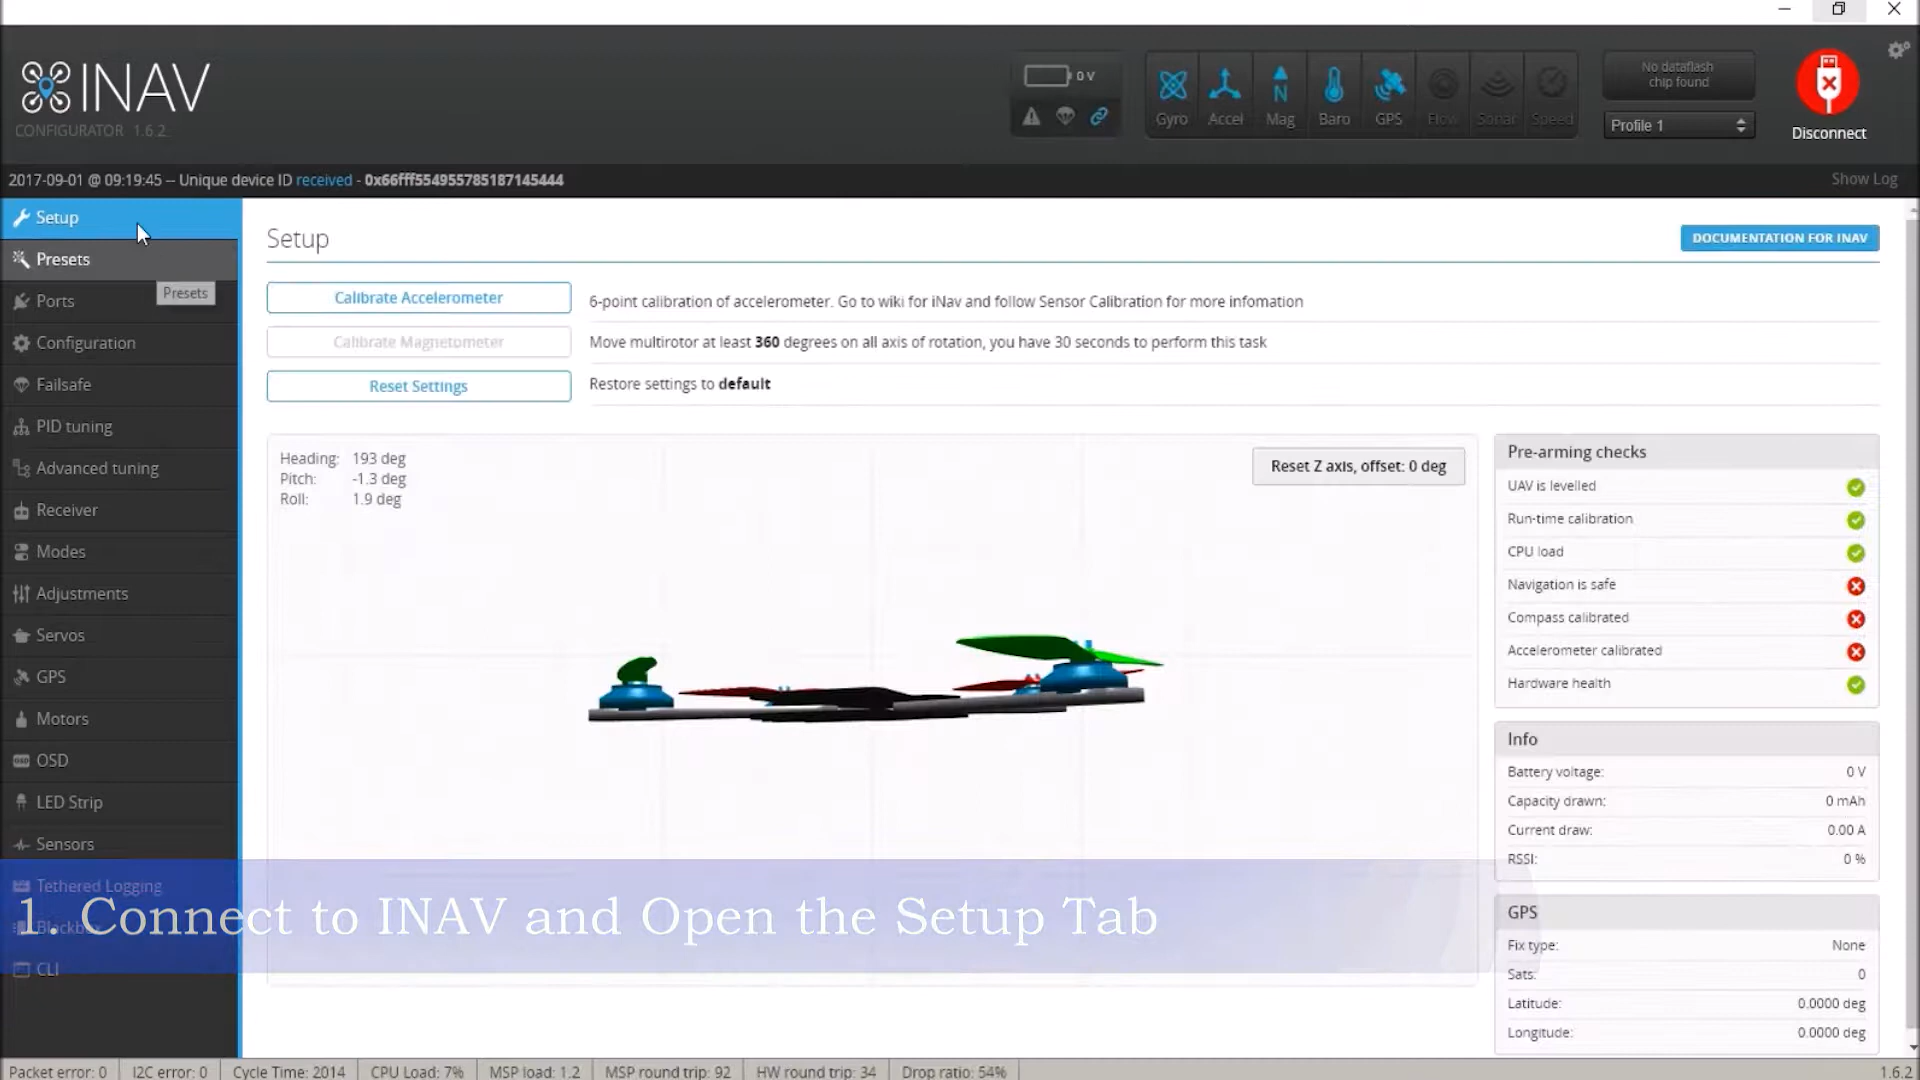 INAV
CONFIGURATOR 1.6.2
0 V
Gyro
Accel
Mag
Baro
GPS
Flow
Sonar
Speed
No dataflash
chip found
Profile 1
Disconnect
2017-09-01 @ 09:19:45 -- Unique device ID received - 0x66fff554955785187145444
Show Log
Setup
Presets
Presets
Ports
Configuration
Failsafe
PID tuning
Advanced tuning
Receiver
Modes
Adjustments
Servos
GPS
Motors
OSD
LED Strip
Sensors
Tethered Logging
CLI
Setup
DOCUMENTATION FOR INAV
Calibrate Accelerometer
6-point calibration of accelerometer. Go to wiki for iNav and follow Sensor Calibration for more infomation
Calibrate Magnetometer
Move multirotor at least 360 degrees on all axis of rotation, you have 30 seconds to perform this task
Reset Settings
Restore settings to default
Heading: 193 deg
Pitch: -1.3 deg
Roll: 1.9 deg
Reset Z axis, offset: 0 deg
Pre-arming checks
UAV is levelled
Run-time calibration
CPU load
Navigation is safe
Compass calibrated
Accelerometer calibrated
Hardware health
Info
Battery voltage: 0 V
Capacity drawn: 0 mAh
Current draw: 0.00 A
RSSI: 0 %
GPS
Fix type: None
Sats: 0
Latitude: 0.0000 deg
Longitude: 0.0000 deg
1. Connect to INAV and Open the Setup Tab
Packet error: 0
I2C error: 0
Cycle Time: 2014
CPU Load: 7%
MSP load: 1.2
MSP round trip: 92
HW round trip: 34
Drop ratio: 54%
1.6.2